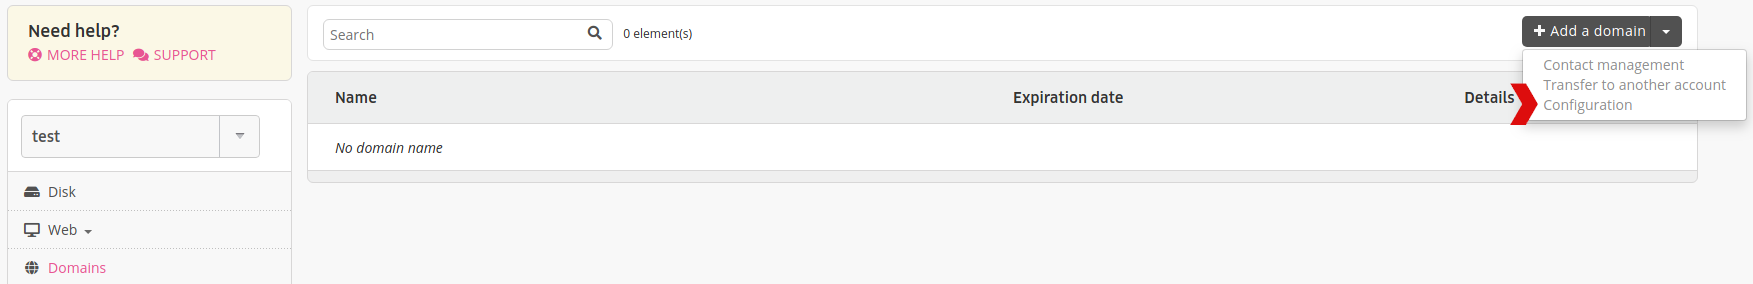 Need help?
MORE HELP SUPPORT
test
Disk
Web
Domains
Search
0 element(s)
Add a domain
Contact management
Transfer to another account
Configuration
Name Expiration date Details
No domain name